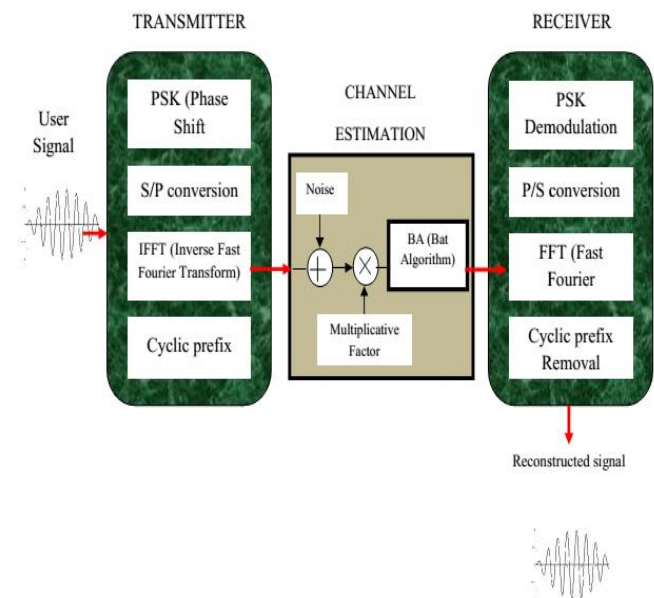 TRANSMITTER
RECEIVER
User
Signal
PSK (Phase
Shift
S/P conversion
IFFT (Inverse Fast
Fourier Transform)
Cyclic prefix
CHANNEL
ESTIMATION
Noise
+
×
BA (Bat
Algorithm)
Multiplicative
Factor
PSK
Demodulation
P/S conversion
FFT (Fast
Fourier
Cyclic prefix
Removal
Reconstructed signal